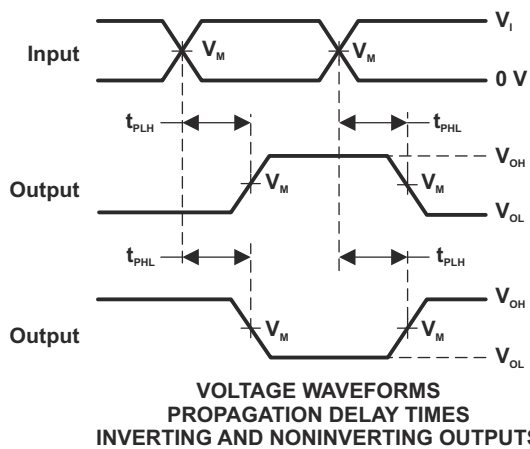 V_I
Input
V_M
V_M
0 V
t_PLH
t_PHL
V_OH
Output
V_M
V_M
V_OL
t_PHL
t_PLH
V_OH
Output
V_M
V_M
V_OL
VOLTAGE WAVEFORMS
PROPAGATION DELAY TIMES
INVERTING AND NONINVERTING OUTPUTS